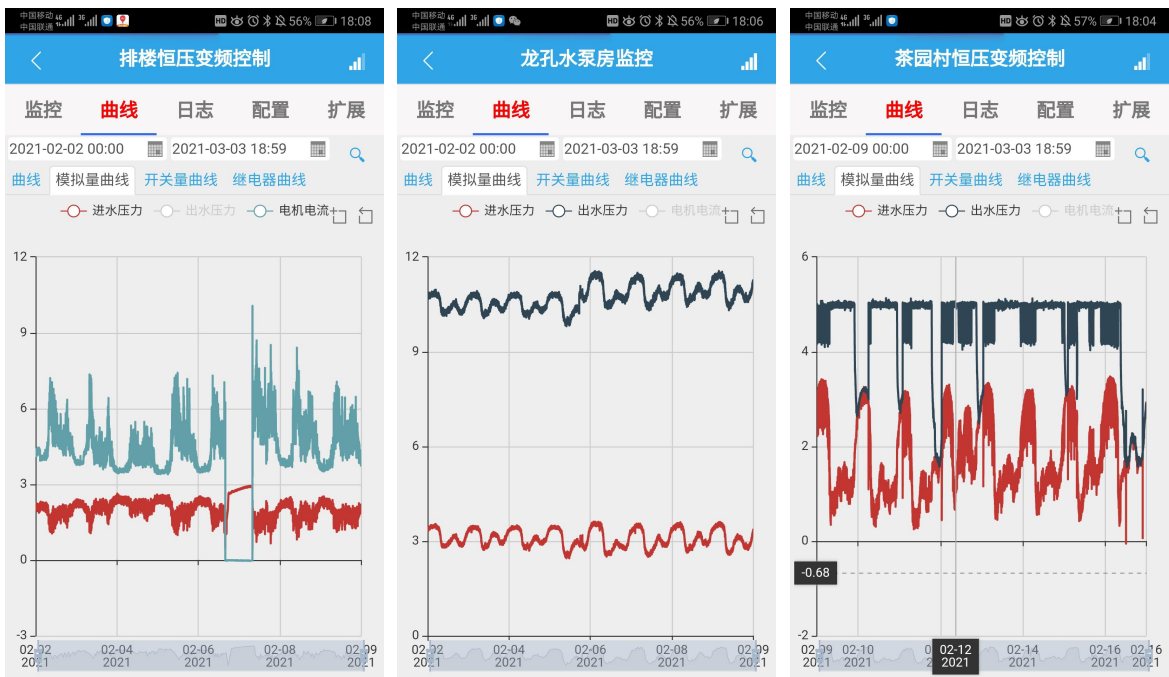 中国移动 46 36 HD 56% 18:08
中国联通
排楼恒压变频控制
监控 曲线 日志 配置 扩展
2021-02-02 00:00 2021-03-03 18:59
曲线 模拟量曲线 开关量曲线 继电器曲线
进水压力 出水压力 电机电流
12
9
6
3
0
-3
02-02 02-04 02-06 02-08 02-09
2021 2021 2021 2021 2021
中国移动 46 36 HD 56% 18:06
中国联通
龙孔水泵房监控
监控 曲线 日志 配置 扩展
2021-02-02 00:00 2021-03-03 18:59
曲线 模拟量曲线 开关量曲线 继电器曲线
进水压力 出水压力 电机电流
12
9
6
3
0
02-02 02-04 02-06 02-08 02-09
2021 2021 2021 2021 2021
中国移动 46 36 HD 57% 18:04
中国联通
茶园村恒压变频控制
监控 曲线 日志 配置 扩展
2021-02-09 00:00 2021-03-03 18:59
曲线 模拟量曲线 开关量曲线 继电器曲线
进水压力 出水压力 电机电流
6
4
2
0
-0.68
-2
02-09 02-10 02-12 02-14 02-16 02-16
2021 2021 2021 2021 2021 2021